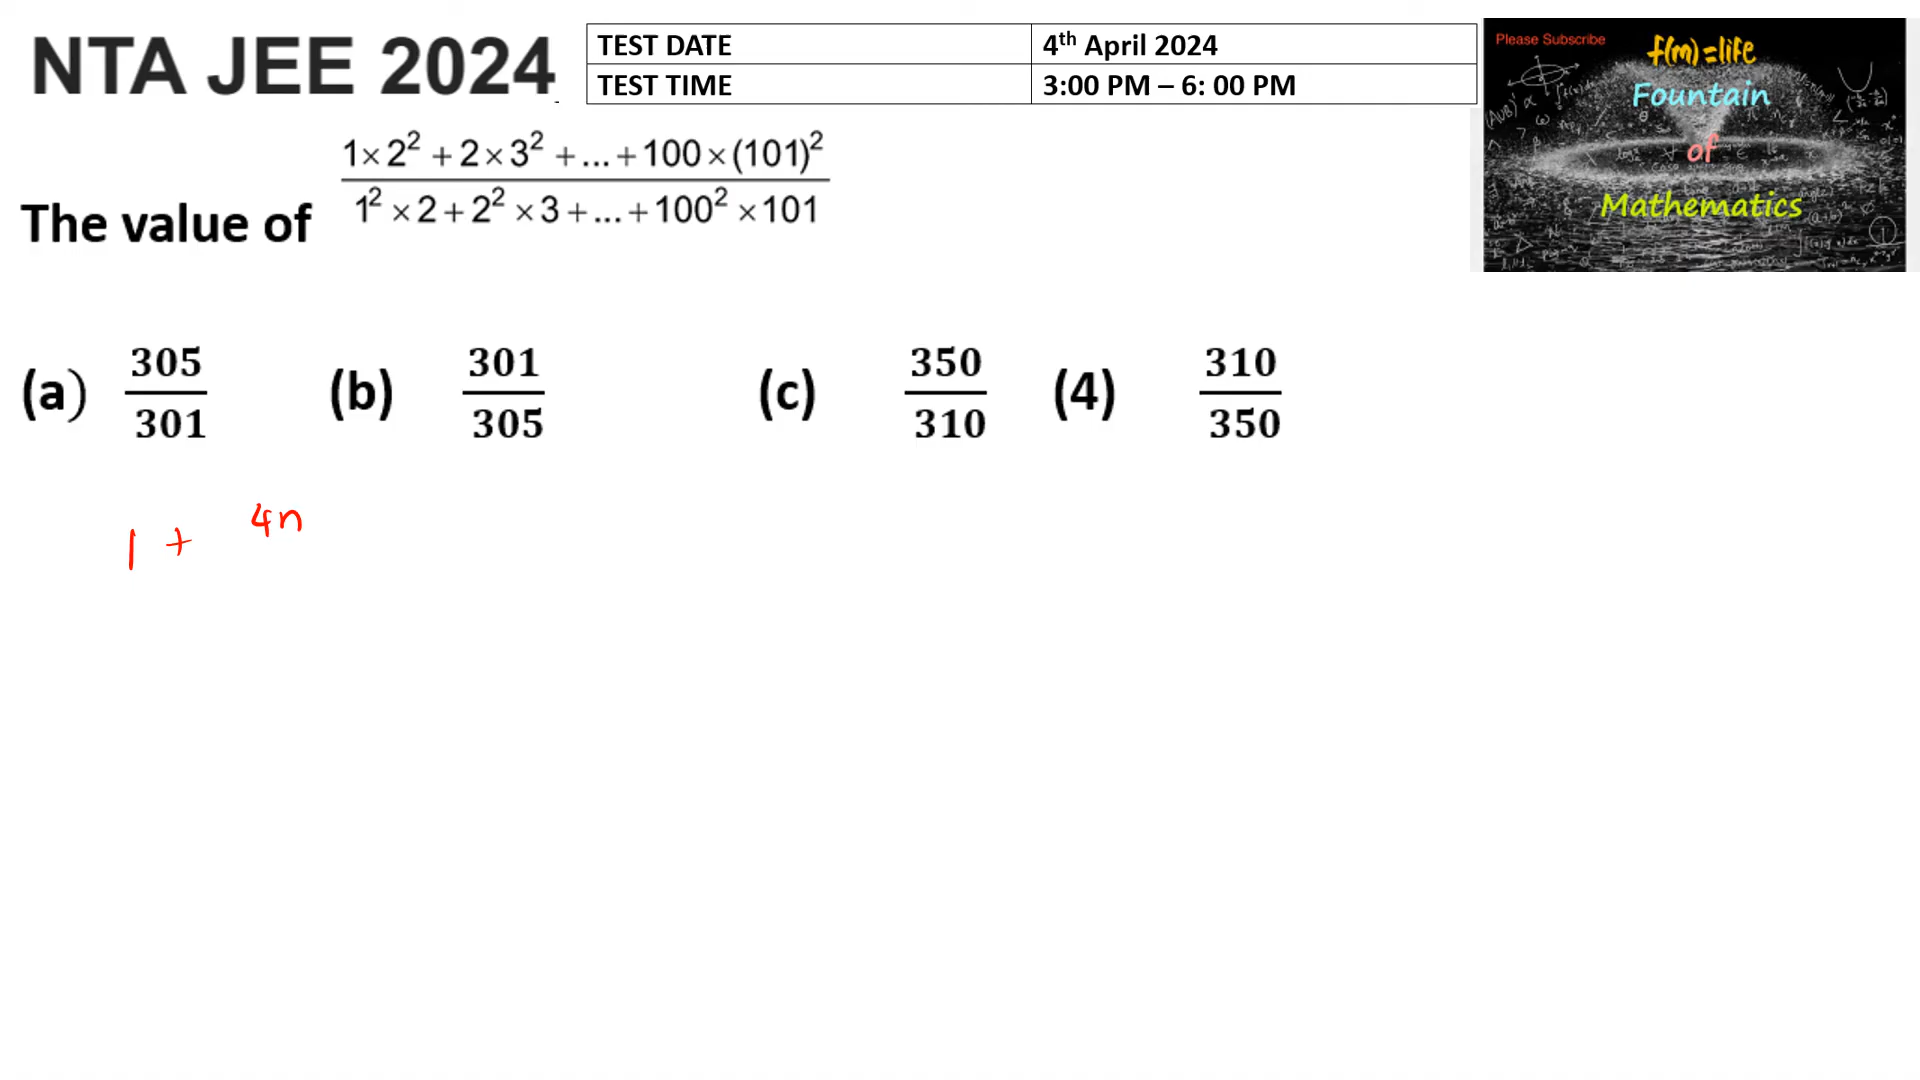 NTA JEE 2024
TEST DATE 4th April 2024
TEST TIME 3:00 PM – 6: 00 PM
Please Subscribe
f(m)=life
Fountain
of
Mathematics
The value of (1×2² + 2×3² + ... + 100×(101)²) / (1² × 2 + 2² × 3 + ... + 100² × 101)
(a) 305/301 (b) 301/305 (c) 350/310 (4) 310/350
1 + 4n